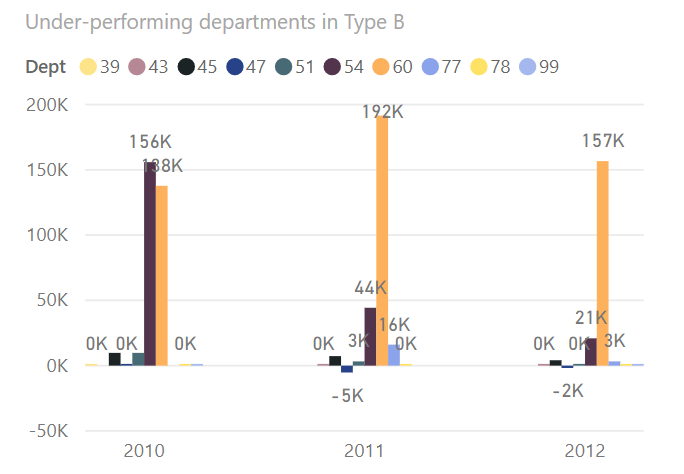 Under-performing departments in Type B
Dept 39 43 45 47 51 54 60 77 78 99
200K
150K
100K
50K
0K
-50K
156K
138K
0K 0K 0K
192K
44K
16K
0K 3K 0K
-5K
157K
21K
0K 0K 3K
-2K
2010 2011 2012